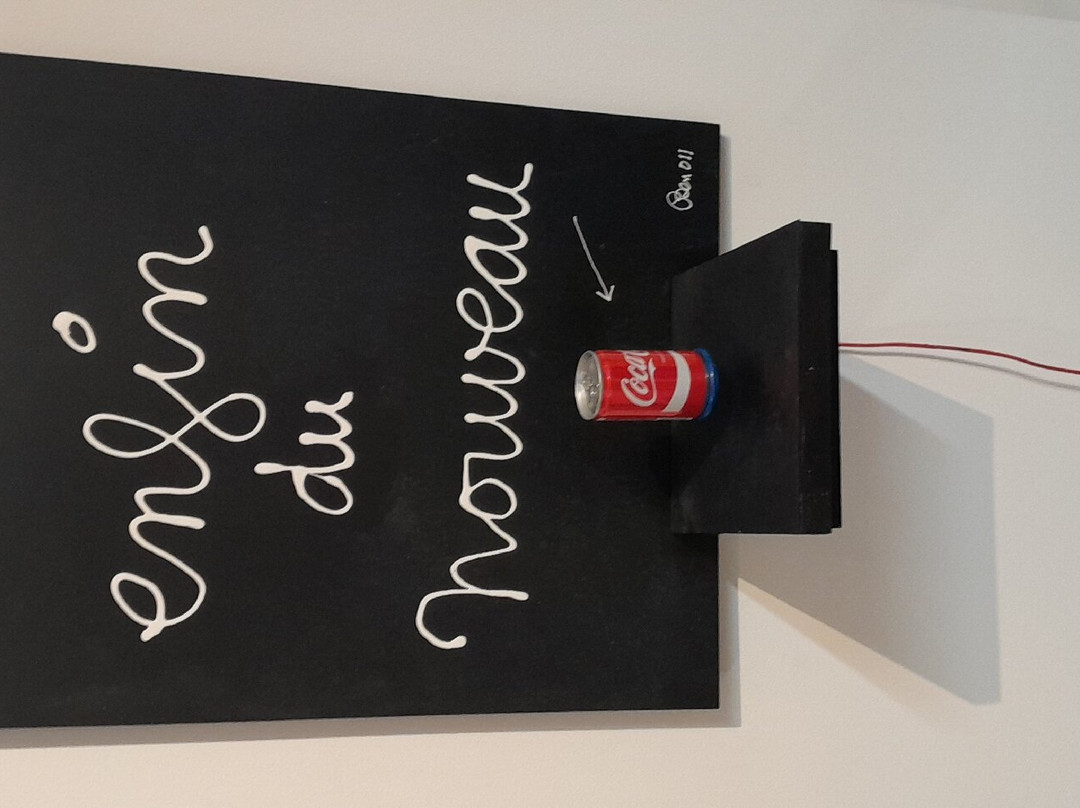 enfin
du
nouveau
Ben 011
Coca